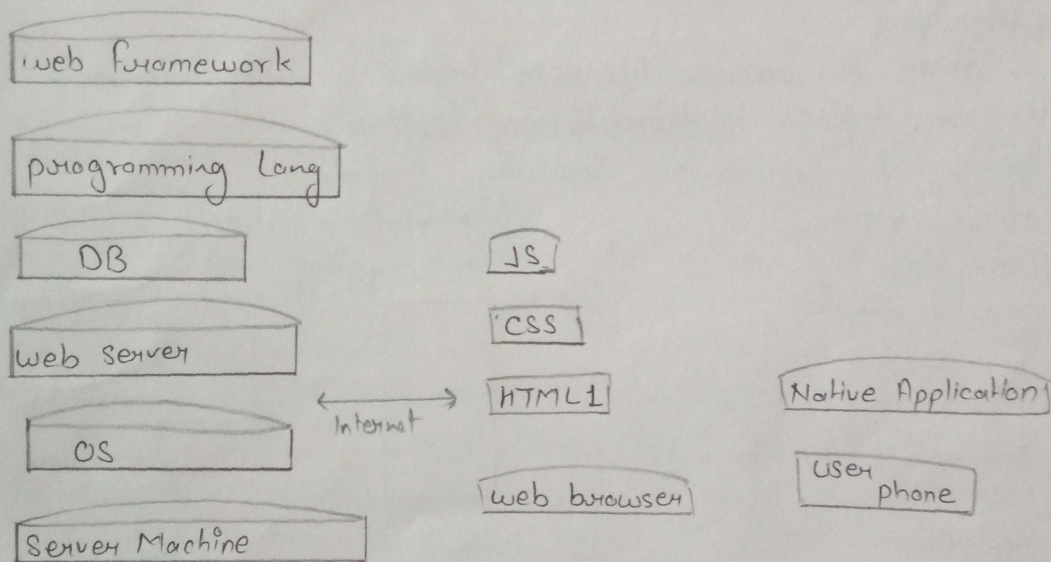 web framework
programming Lang
DB
web server
OS
Server Machine
Internet
JS
CSS
HTML1
web browser
Native Application
user
phone